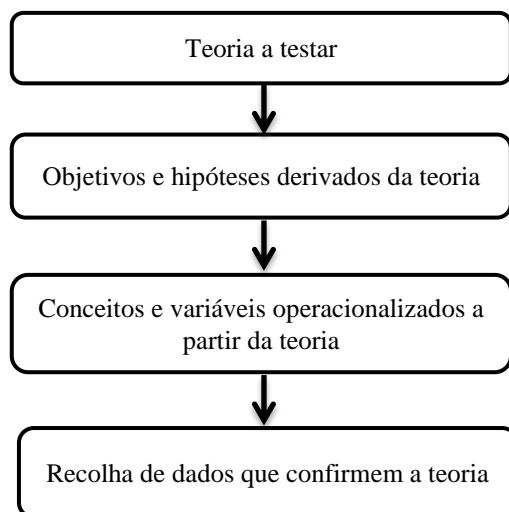 Teoria a testar
Objetivos e hipóteses derivados da teoria
Conceitos e variáveis operacionalizados a
partir da teoria
Recolha de dados que confirmem a teoria